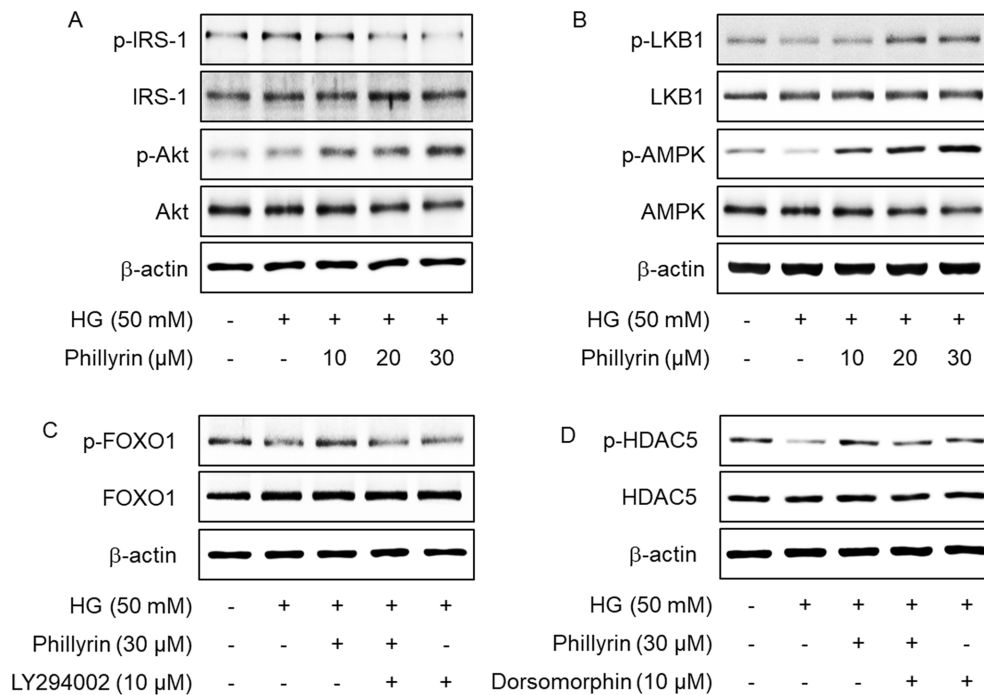 A
p-IRS-1
IRS-1
p-Akt
Akt
β-actin
HG (50 mM) - + + + +
Phillyrin (μM) - - 10 20 30
B
p-LKB1
LKB1
p-AMPK
AMPK
β-actin
HG (50 mM) - + + + +
Phillyrin (μM) - - 10 20 30
C
p-FOXO1
FOXO1
β-actin
HG (50 mM) - + + + +
Phillyrin (30 μM) - - + + -
LY294002 (10 μM) - - - + +
D
p-HDAC5
HDAC5
β-actin
HG (50 mM) - + + + +
Phillyrin (30 μM) - - + + -
Dorsomorphin (10 μM) - - - + +